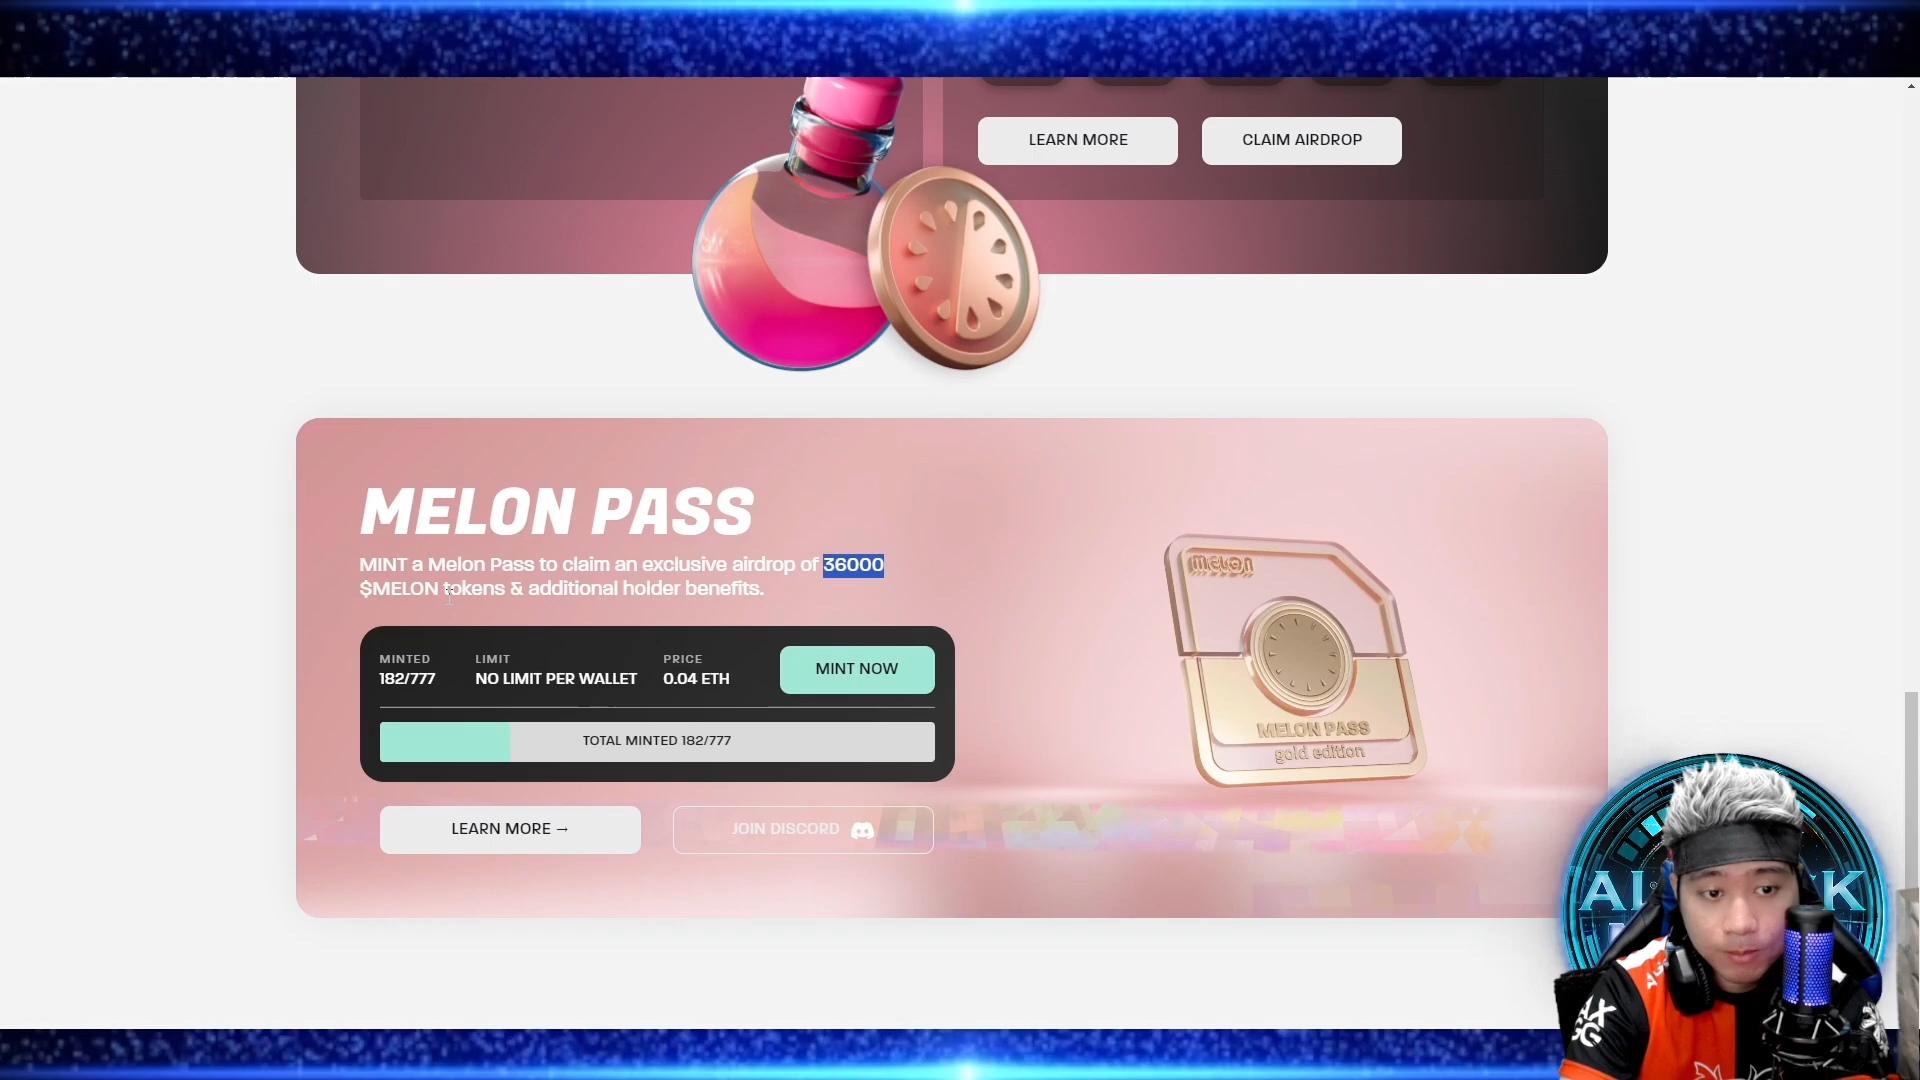 LEARN MORE
CLAIM AIRDROP
MELON PASS
MINT a Melon Pass to claim an exclusive airdrop of 36000
$MELON tokens & additional holder benefits.
MINTED
LIMIT
PRICE
182/777
NO LIMIT PER WALLET
0.04 ETH
MINT NOW
TOTAL MINTED 182/777
LEARN MORE →
JOIN DISCORD
melon
MELON PASS
gold edition